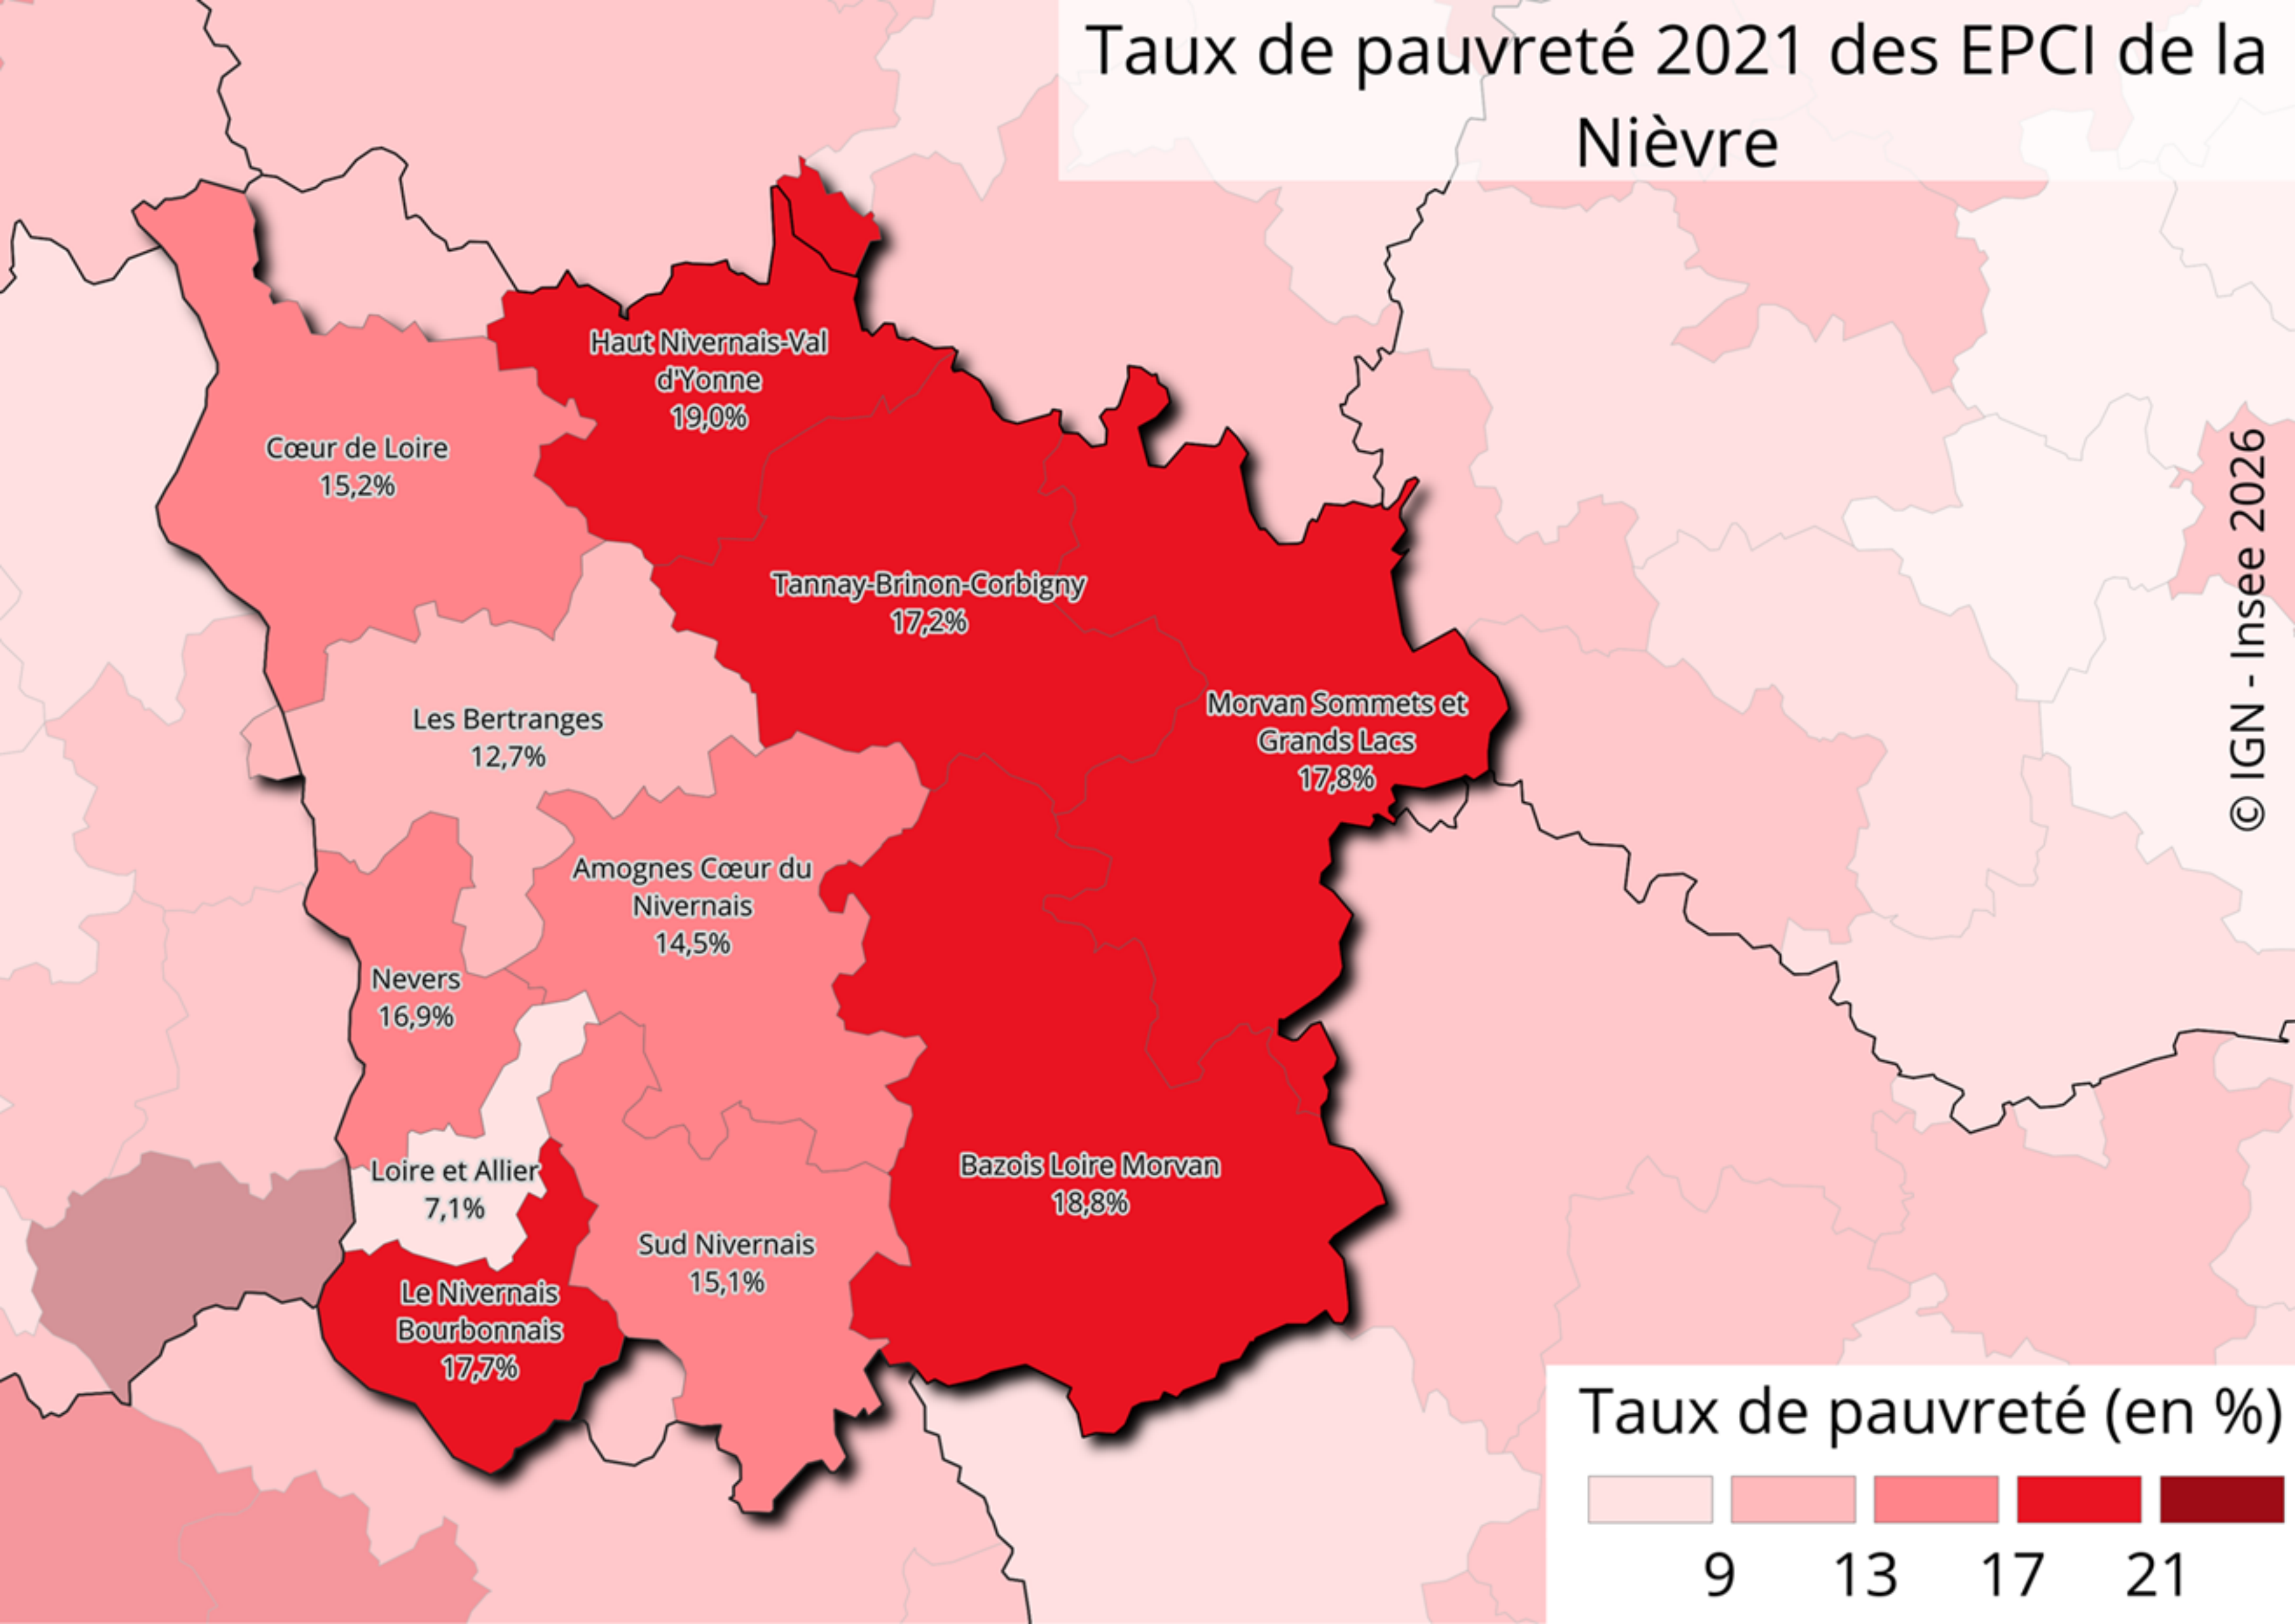 Taux de pauvreté 2021 des EPCI de la
Nièvre
Haut Nivernais-Val
d'Yonne
19,0%
Cœur de Loire
15,2%
Tannay-Brinon-Corbigny
17,2%
Morvan Sommets et
Grands Lacs
17,8%
Les Bertranges
12,7%
Amognes Cœur du
Nivernais
14,5%
Nevers
16,9%
Loire et Allier
7,1%
Bazois Loire Morvan
18,8%
Sud Nivernais
15,1%
Le Nivernais
Bourbonnais
17,7%
© IGN - Insee 2026
Taux de pauvreté (en %)
9 13 17 21